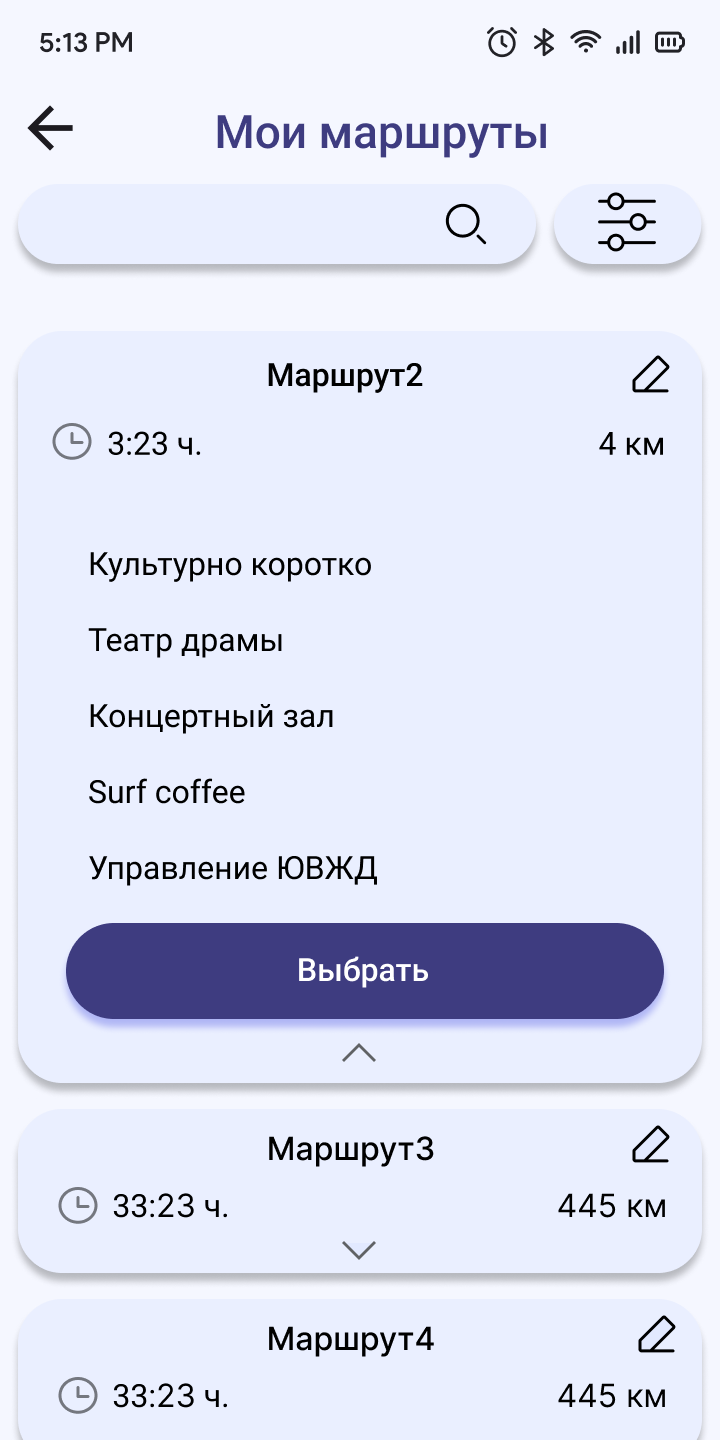 5:13 PM
Мои маршруты
Маршрут2
3:23 ч.
4 км
Культурно коротко
Театр драмы
Концертный зал
Surf coffee
Управление ЮВЖД
Выбрать
Маршрут3
33:23 ч.
445 км
Маршрут4
33:23 ч.
445 км